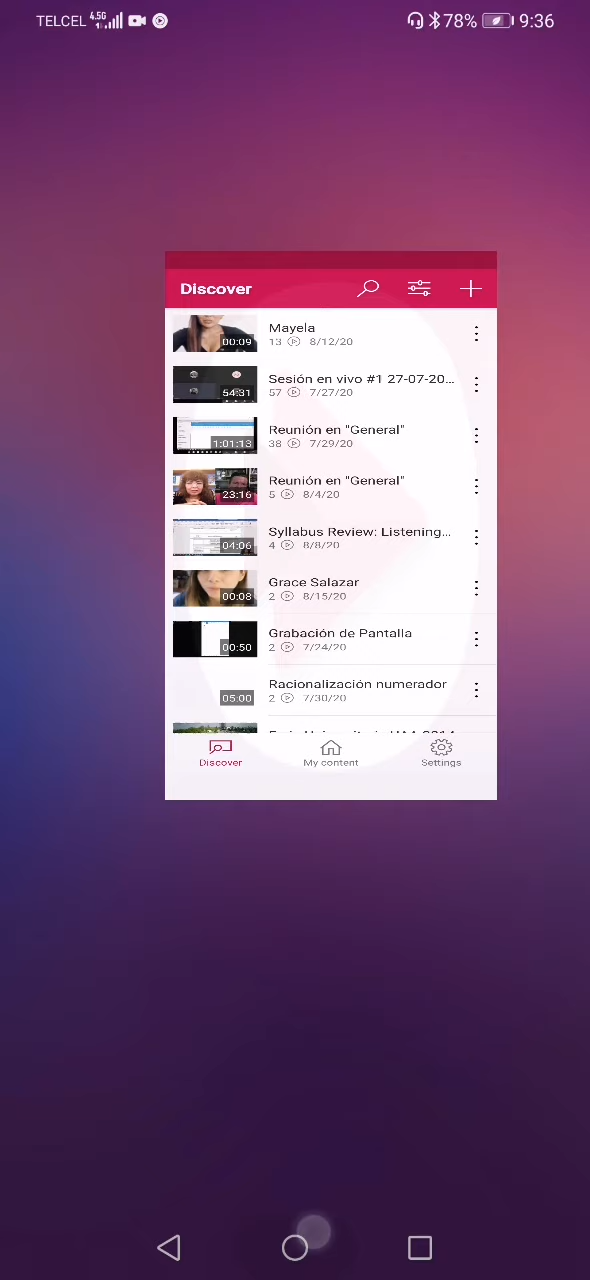 TELCEL 4.5G 78% 9:36
Discover
00:09
Mayela
13 8/12/20
54:31
Sesión en vivo #1 27-07-20...
57 7/27/20
1:01:13
Reunión en "General"
38 7/29/20
23:16
Reunión en "General"
5 8/4/20
04:06
Syllabus Review: Listening...
4 8/8/20
00:08
Grace Salazar
2 8/15/20
00:50
Grabación de Pantalla
2 7/24/20
05:00
Racionalización numerador
2 7/30/20
Discover My content Settings